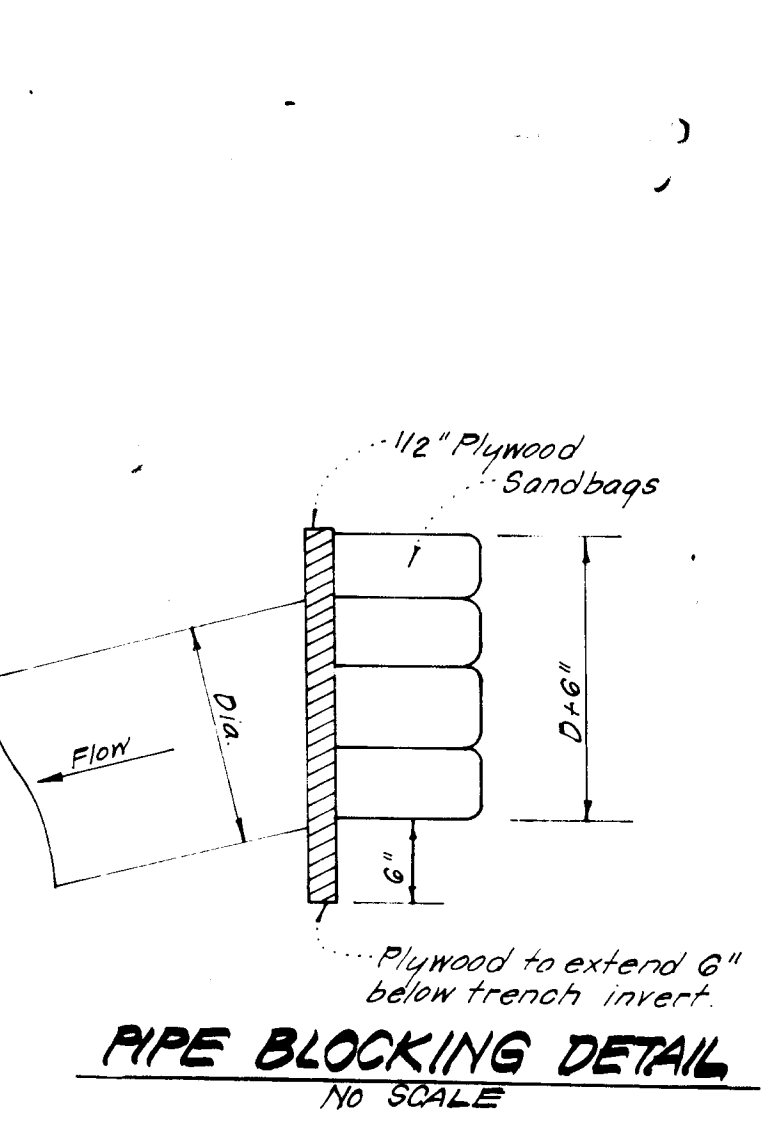 1/2" Plywood
Sandbags
Dia.
D+6"
Flow
6"
Plywood to extend 6"
below trench invert.
PIPE BLOCKING DETAIL
NO SCALE